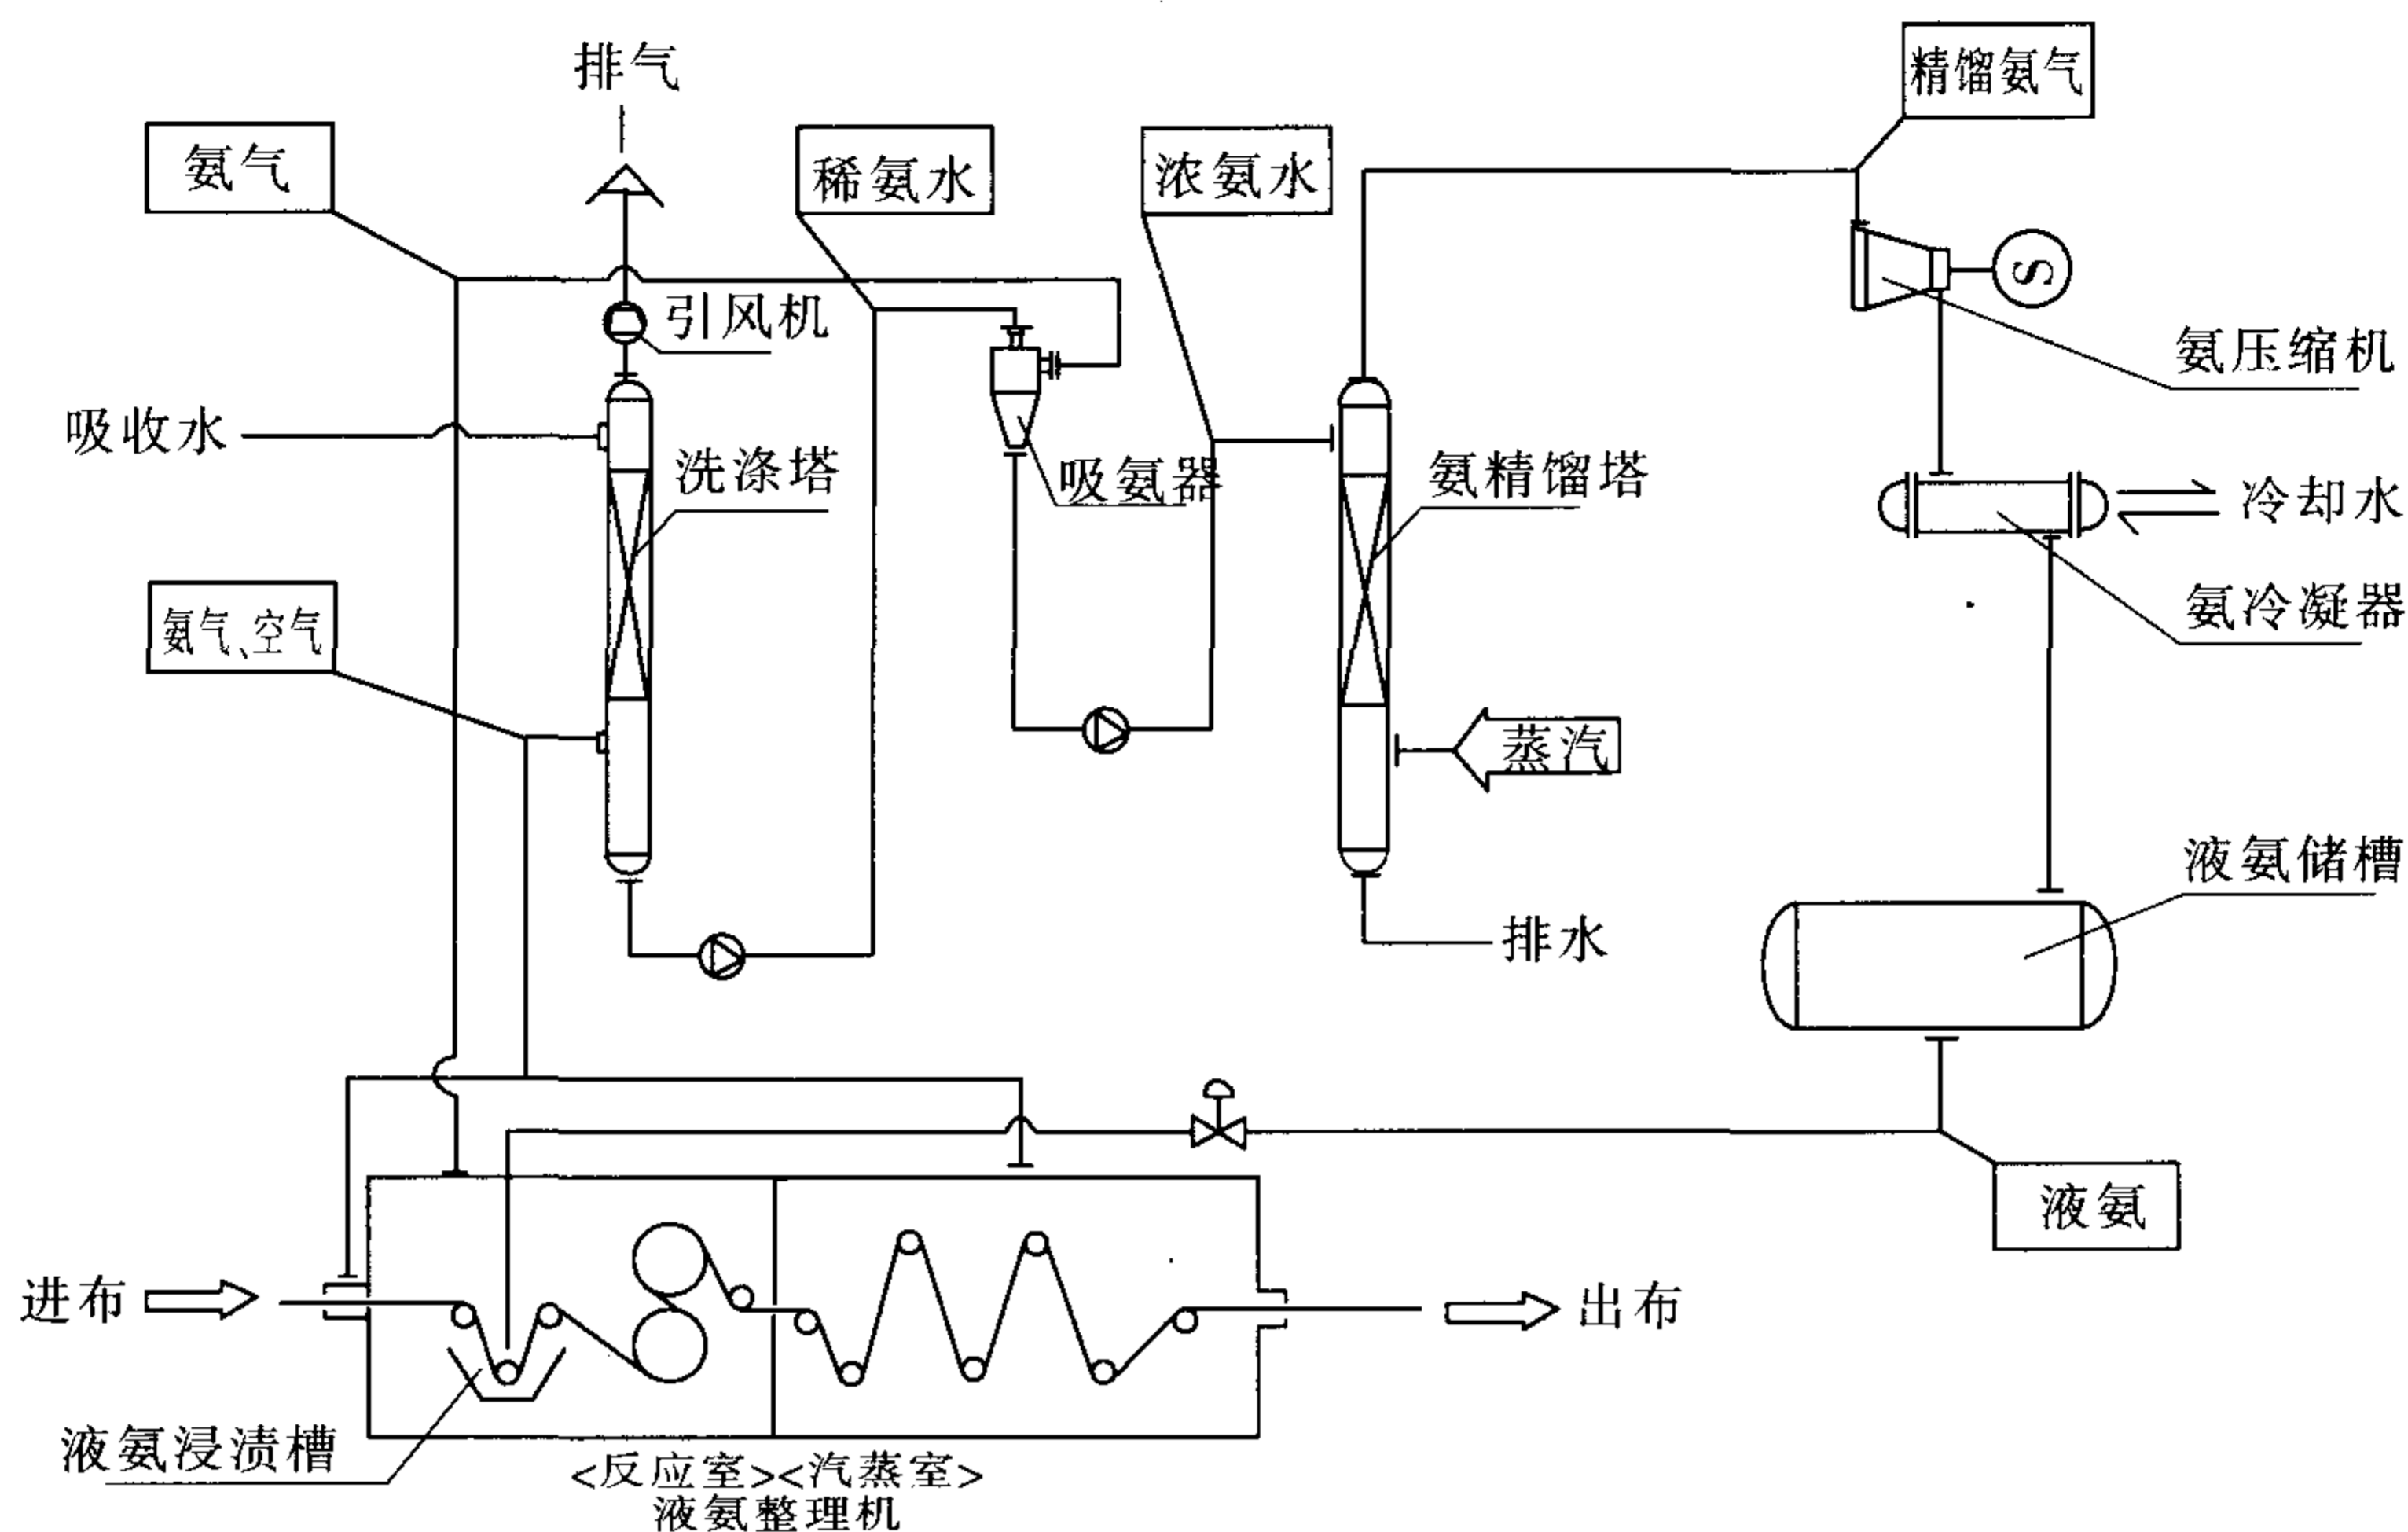 精馏氨气
排气
氨气
稀氨水
浓氨水
S
引风机
氨压缩机
吸收水
洗涤塔
吸氨器
氨精馏塔
冷却水
氨冷凝器
氨气、空气
蒸汽
液氨储槽
排水
液氨
进布
出布
液氨浸渍槽
<反应室><汽蒸室>
液氨整理机